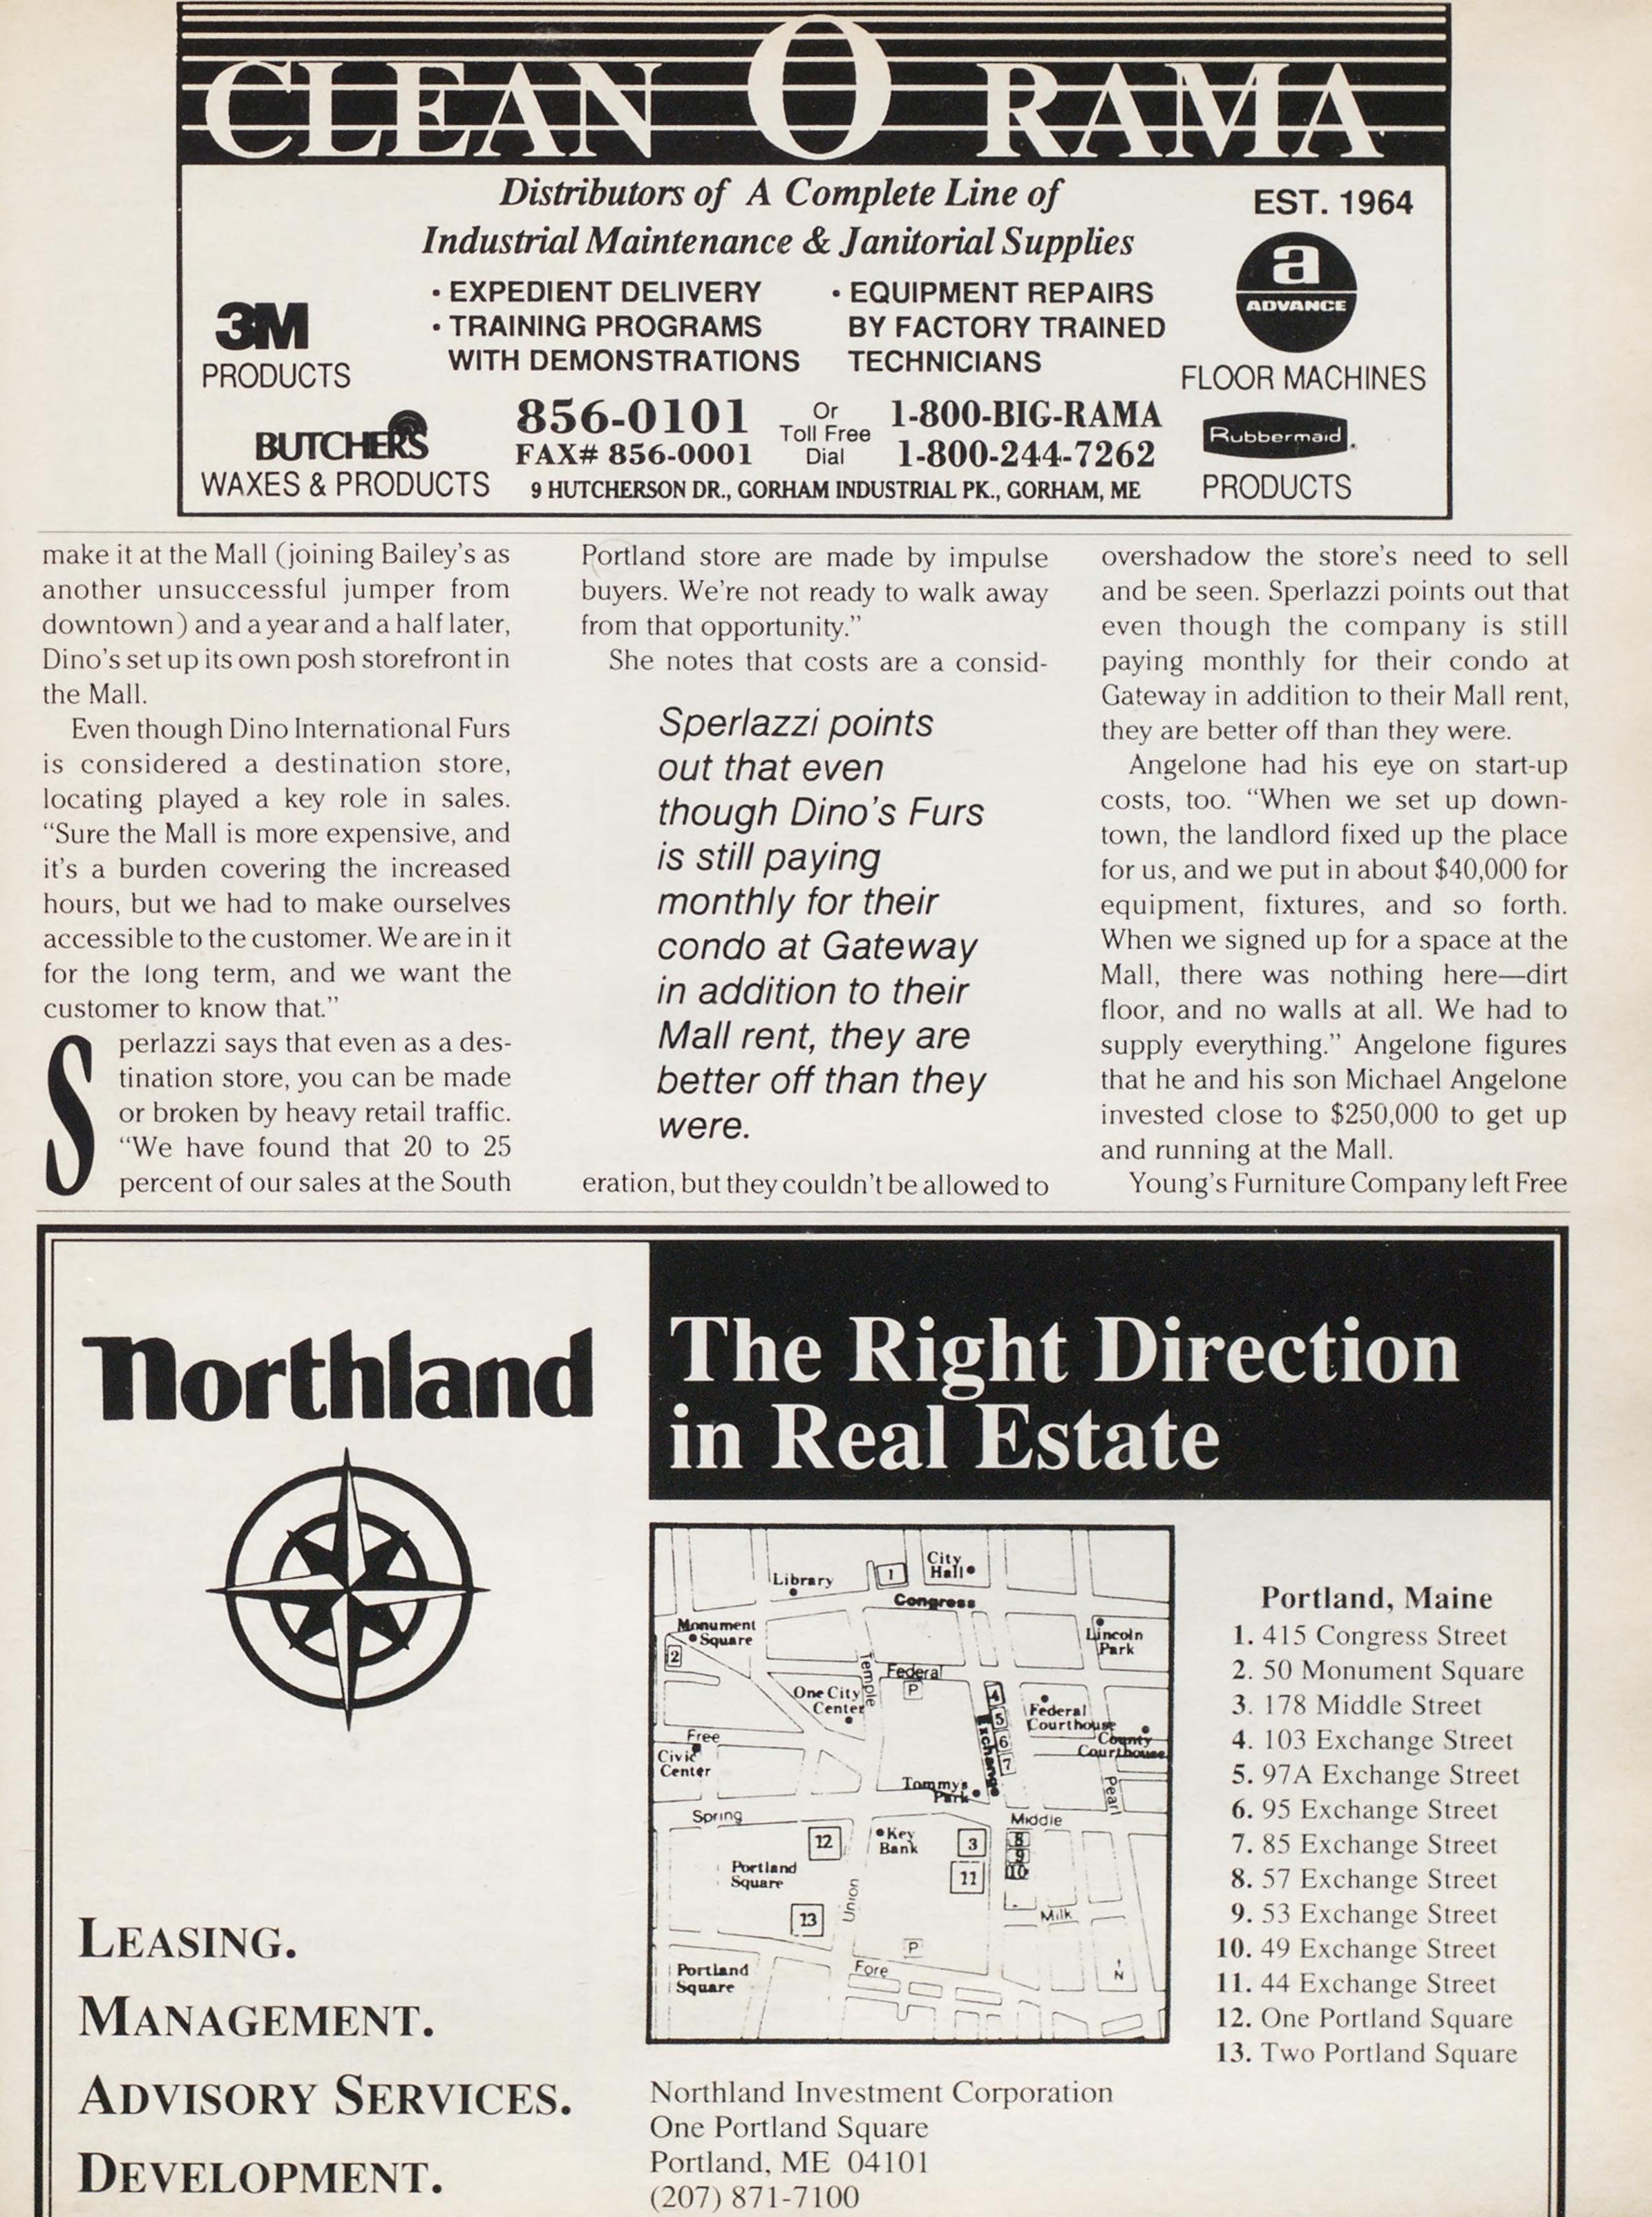 CLEAN O RAMA
Distributors of A Complete Line of
Industrial Maintenance & Janitorial Supplies
EST. 1964
• EXPEDIENT DELIVERY
• TRAINING PROGRAMS
WITH DEMONSTRATIONS
• EQUIPMENT REPAIRS
BY FACTORY TRAINED
TECHNICIANS
3M
PRODUCTS
BUTCHER'S
WAXES & PRODUCTS
a
ADVANCE
FLOOR MACHINES
Rubbermaid
PRODUCTS
856-0101
FAX# 856-0001
Or
Toll Free
Dial
1-800-BIG-RAMA
1-800-244-7262
9 HUTCHERSON DR., GORHAM INDUSTRIAL PK., GORHAM, ME
make it at the Mall (joining Bailey's as
another unsuccessful jumper from
downtown) and a year and a half later,
Dino's set up its own posh storefront in
the Mall.
Even though Dino International Furs
is considered a destination store,
locating played a key role in sales.
“Sure the Mall is more expensive, and
it's a burden covering the increased
hours, but we had to make ourselves
accessible to the customer. We are in it
for the long term, and we want the
customer to know that.”
Sperlazzi says that even as a des-
tination store, you can be made
or broken by heavy retail traffic.
“We have found that 20 to 25
percent of our sales at the South
Portland store are made by impulse
buyers. We're not ready to walk away
from that opportunity.”
She notes that costs are a consid-
Sperlazzi points
out that even
though Dino's Furs
is still paying
monthly for their
condo at Gateway
in addition to their
Mall rent, they are
better off than they
were.
eration, but they couldn't be allowed to
overshadow the store's need to sell
and be seen. Sperlazzi points out that
even though the company is still
paying monthly for their condo at
Gateway in addition to their Mall rent,
they are better off than they were.
Angelone had his eye on start-up
costs, too. “When we set up down-
town, the landlord fixed up the place
for us, and we put in about $40,000 for
equipment, fixtures, and so forth.
When we signed up for a space at the
Mall, there was nothing here—dirt
floor, and no walls at all. We had to
supply everything.” Angelone figures
that he and his son Michael Angelone
invested close to $250,000 to get up
and running at the Mall.
Young's Furniture Company left Free
Northland
The Right Direction
in Real Estate
LEASING.
MANAGEMENT.
ADVISORY SERVICES.
DEVELOPMENT.
Library
1
City
Hall
Congress
Monument
Square
2
Lincoln
Park
Temple
Federal
P
One City
Center
4
5
6
7
Exchange
Federal
Courthouse
County
Courthouse
Free
Civic
Center
Tommy's
Park
Pearl
Spring
Middle
12
Key
Bank
3
8
9
10
11
Portland
Square
Union
13
Milk
P
Portland
Square
Fore
N
Portland, Maine
1. 415 Congress Street
2. 50 Monument Square
3. 178 Middle Street
4. 103 Exchange Street
5. 97A Exchange Street
6. 95 Exchange Street
7. 85 Exchange Street
8. 57 Exchange Street
9. 53 Exchange Street
10. 49 Exchange Street
11. 44 Exchange Street
12. One Portland Square
13. Two Portland Square
Northland Investment Corporation
One Portland Square
Portland, ME 04101
(207) 871-7100